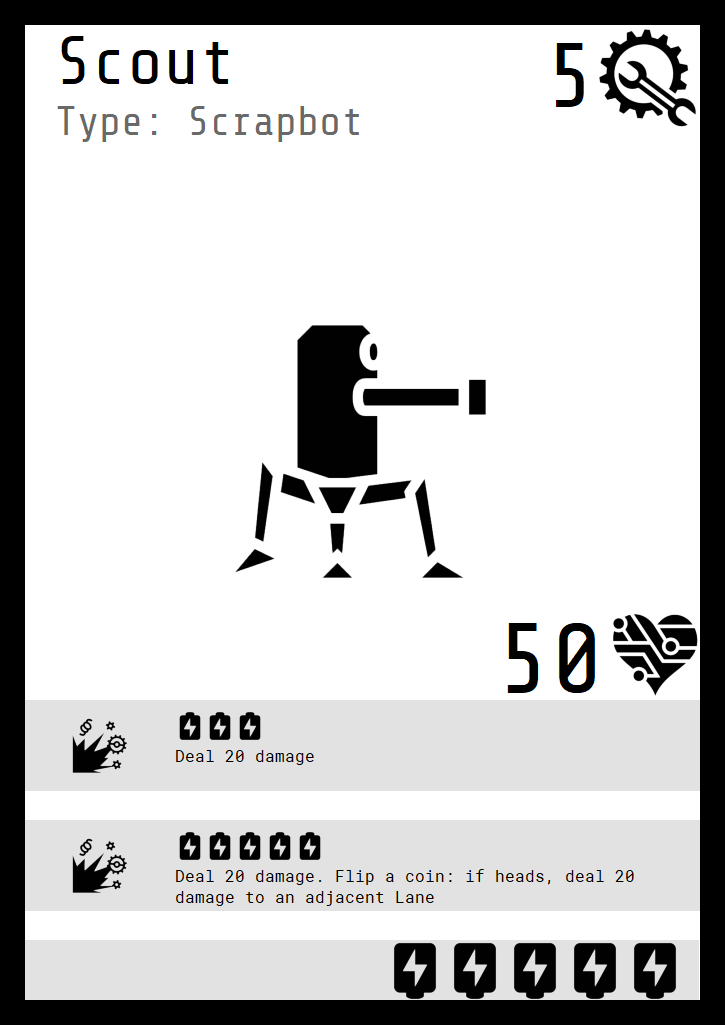 Scout
5
Type: Scrapbot
50
Deal 20 damage
Deal 20 damage. Flip a coin: if heads, deal 20
damage to an adjacent Lane